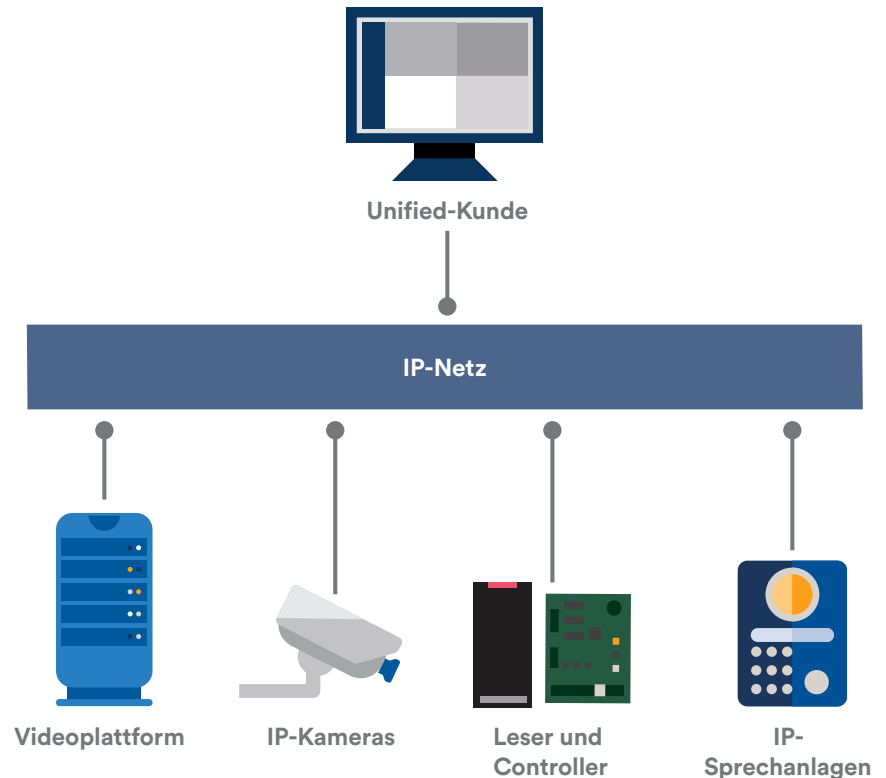 Unified-Kunde
IP-Netz
Videoplattform
IP-Kameras
Leser und
Controller
IP-
Sprechanlagen